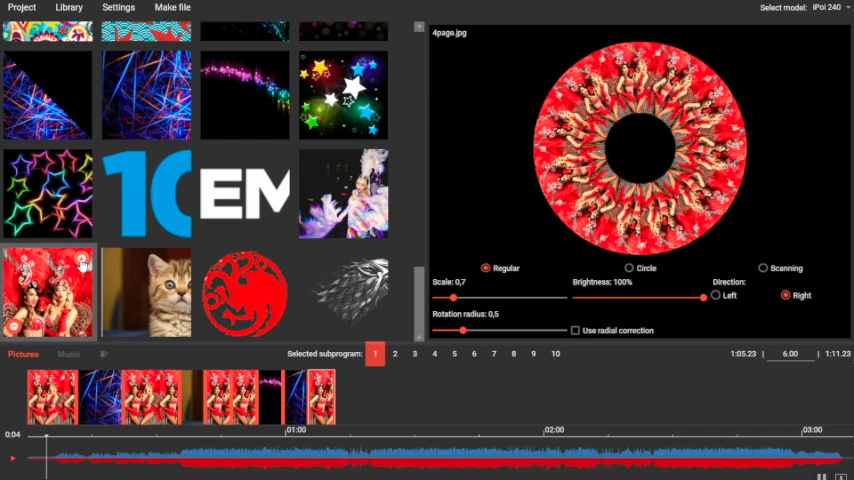 Project Library Settings Make file
Select model: iPoi 240
4page.jpg
10
EM
Regular Circle Scanning
Scale: 0,7 Brightness: 100% Direction:
Left Right
Rotation radius: 0,5
Use radial correction
Pictures Music Selected subprogram: 1 2 3 4 5 6 7 8 9 10 1:05.23 | 6.00 | 1:11.23
0:04 01:00 02:00 03:00